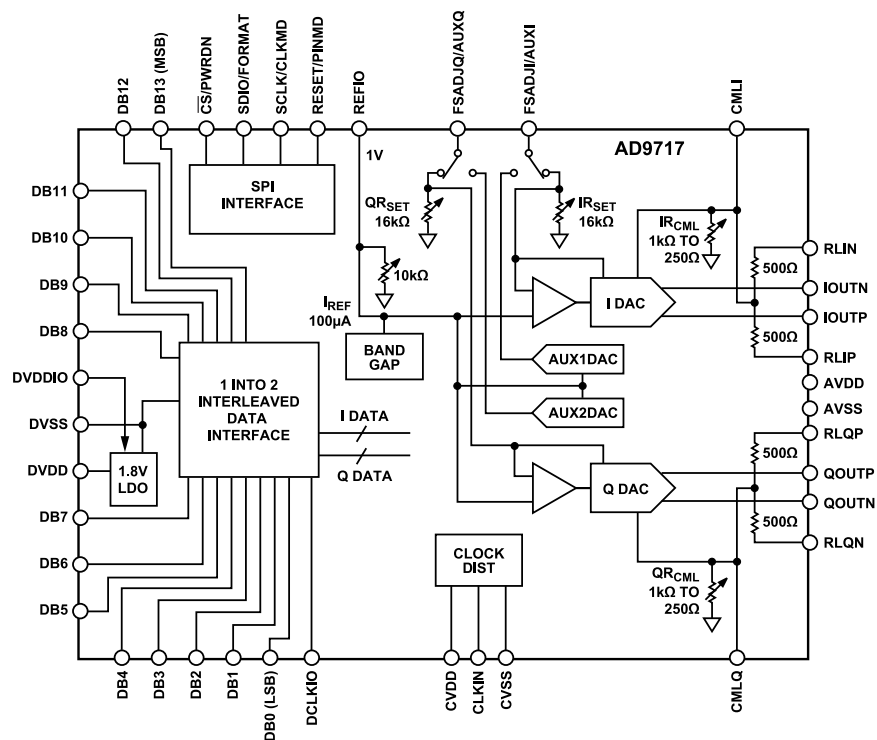 DB12
DB13 (MSB)
CS/PWRDN
SDIO/FORMAT
SCLK/CLKMD
RESET/PINMD
REFIO
FSADJQ/AUXQ
FSADJI/AUXI
CMLI
AD9717
1V
SPI
INTERFACE
QRSET
16kΩ
IRSET
16kΩ
IRCML
1kΩ TO
250Ω
10kΩ
IREF
100µA
BAND
GAP
I DAC
500Ω
500Ω
AUX1DAC
AUX2DAC
1 INTO 2
INTERLEAVED
DATA
INTERFACE
I DATA
Q DATA
1.8V
LDO
Q DAC
500Ω
500Ω
CLOCK
DIST
QRCML
1kΩ TO
250Ω
DB11
DB10
DB9
DB8
DVDDIO
DVSS
DVDD
DB7
DB6
DB5
RLIN
IOUTN
IOUTP
RLIP
AVDD
AVSS
RLQP
QOUTP
QOUTN
RLQN
DB4
DB3
DB2
DB1
DB0 (LSB)
DCLKIO
CVDD
CLKIN
CVSS
CMLQ